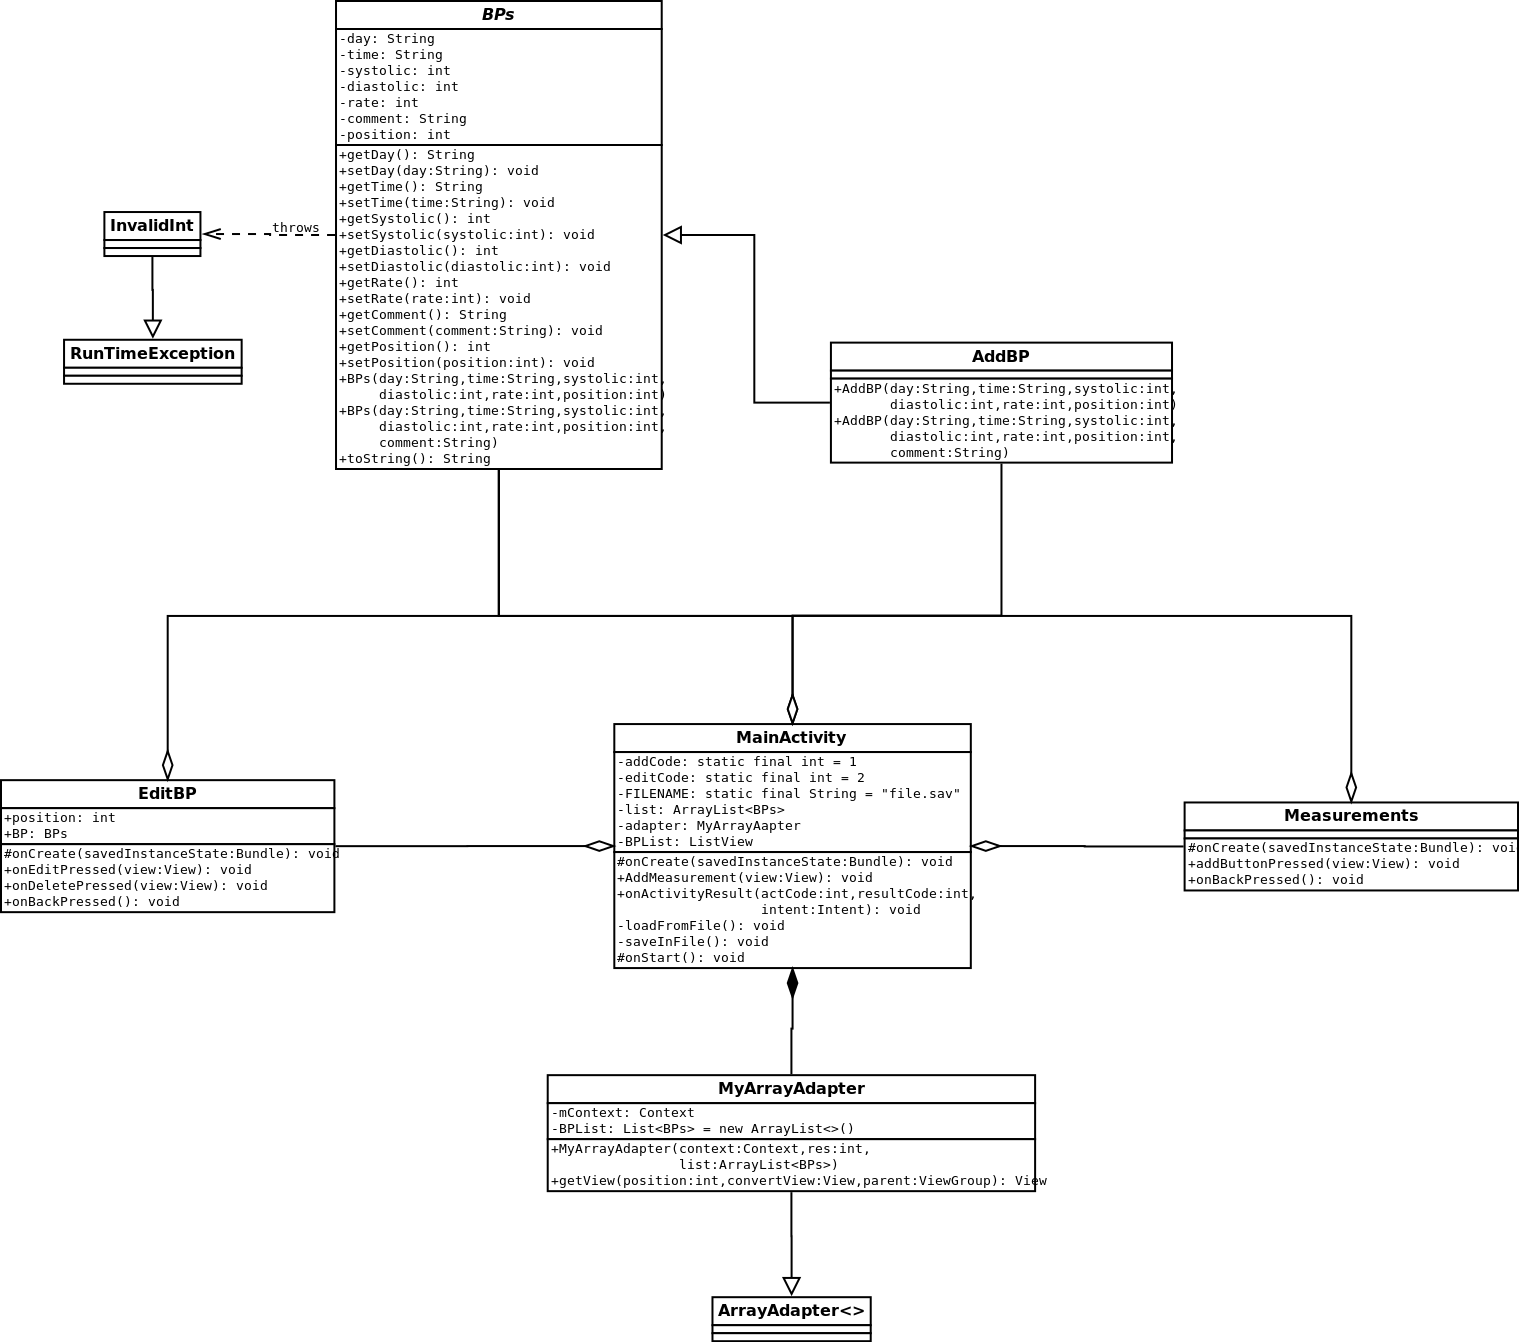 BPs
-day: String
-time: String
-systolic: int
-diastolic: int
-rate: int
-comment: String
-position: int
+getDay(): String
+setDay(day:String): void
+getTime(): String
+setTime(time:String): void
+getSystolic(): int
+setSystolic(systolic:int): void
+getDiastolic(): int
+setDiastolic(diastolic:int): void
+getRate(): int
+setRate(rate:int): void
+getComment(): String
+setComment(comment:String): void
+getPosition(): int
+setPosition(position:int): void
+BPs(day:String,time:String,systolic:int,
diastolic:int,rate:int,position:int)
+BPs(day:String,time:String,systolic:int,
diastolic:int,rate:int,position:int,
comment:String)
+toString(): String
throws
InvalidInt
RunTimeException
AddBP
+AddBP(day:String,time:String,systolic:int,
diastolic:int,rate:int,position:int)
+AddBP(day:String,time:String,systolic:int,
diastolic:int,rate:int,position:int,
comment:String)
EditBP
+position: int
+BP: BPs
#onCreate(savedInstanceState:Bundle): void
+onEditPressed(view:View): void
+onDeletePressed(view:View): void
+onBackPressed(): void
MainActivity
-addCode: static final int = 1
-editCode: static final int = 2
-FILENAME: static final String = "file.sav"
-list: ArrayList<BPs>
-adapter: MyArrayAapter
-BPList: ListView
#onCreate(savedInstanceState:Bundle): void
+AddMeasurement(view:View): void
+onActivityResult(actCode:int,resultCode:int,
intent:Intent): void
-loadFromFile(): void
-saveInFile(): void
#onStart(): void
Measurements
#onCreate(savedInstanceState:Bundle): voi
+addButtonPressed(view:View): void
+onBackPressed(): void
MyArrayAdapter
-mContext: Context
-BPList: List<BPs> = new ArrayList<>()
+MyArrayAdapter(context:Context,res:int,
list:ArrayList<BPs>)
+getView(position:int,convertView:View,parent:ViewGroup): View
ArrayAdapter<>